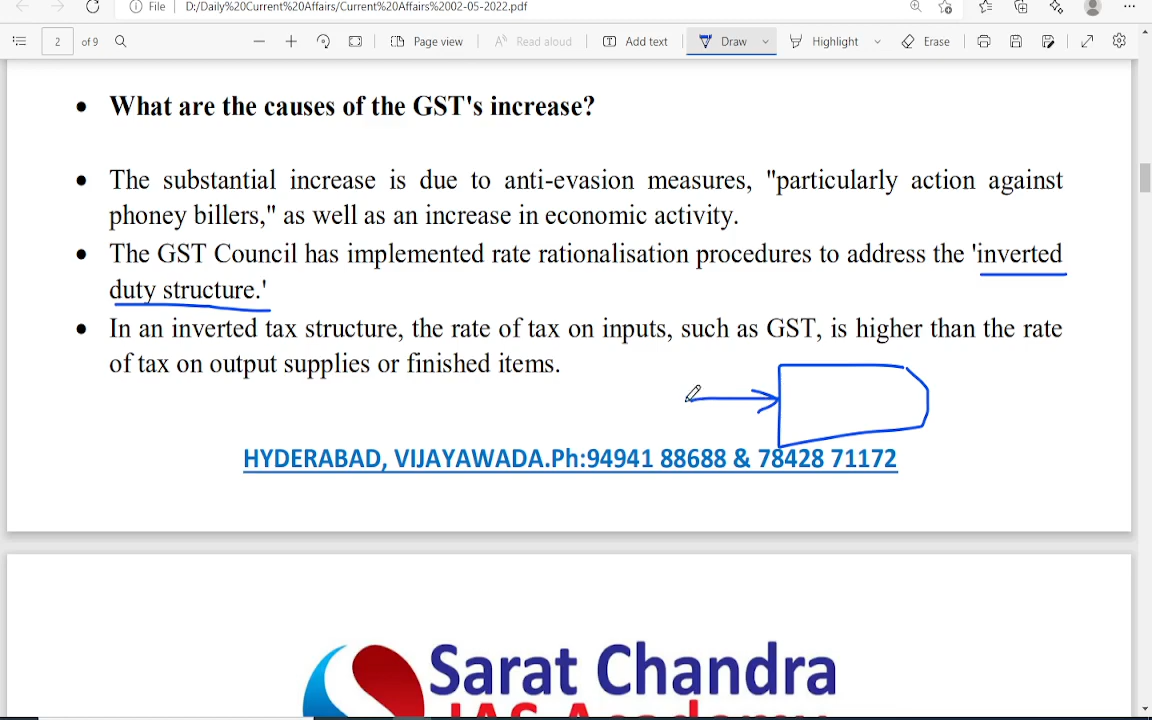 File
D:/Daily%20Current%20Affairs/Current%20Affairs%2002-05-2022.pdf
2 of 9 Page view Read aloud Add text Draw Highlight Erase
• What are the causes of the GST's increase?
• The substantial increase is due to anti-evasion measures, "particularly action against
phoney billers," as well as an increase in economic activity.
• The GST Council has implemented rate rationalisation procedures to address the 'inverted
duty structure.'
• In an inverted tax structure, the rate of tax on inputs, such as GST, is higher than the rate
of tax on output supplies or finished items.
HYDERABAD, VIJAYAWADA.Ph:94941 88688 & 78428 71172
Sarat Chandra
IAS Academy